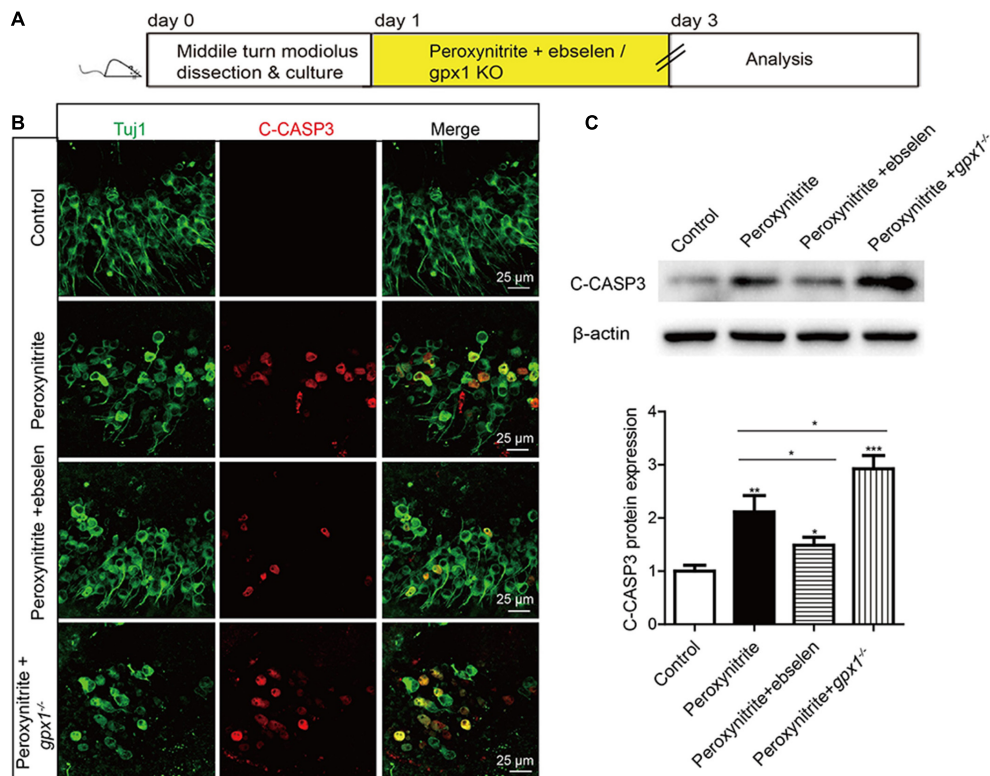 A
day 0
day 1
day 3
Middile turn modiolus
dissection & culture
Peroxynitrite + ebselen /
gpx1 KO
Analysis
B
Tuj1
C-CASP3
Merge
Control
25 µm
Peroxynitrite
25 µm
Peroxynitrite +ebselen
25 µm
Peroxynitrite +
gpx1-/-
25 µm
C
Control
Peroxynitrite
Peroxynitrite +ebselen
Peroxynitrite +gpx1-/-
C-CASP3
β-actin
C-CASP3 protein expression
4
3
2
1
0
*
*
**
*
***
Control
Peroxynitrite
Peroxynitrite+ebselen
Peroxynitrite+gpx1-/-